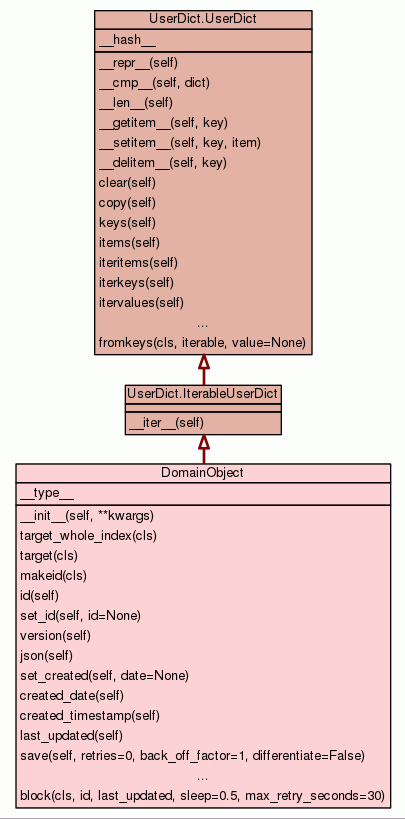 UserDict.UserDict
__hash__
__repr__(self)
__cmp__(self, dict)
__len__(self)
__getitem__(self, key)
__setitem__(self, key, item)
__delitem__(self, key)
clear(self)
copy(self)
keys(self)
items(self)
iteritems(self)
iterkeys(self)
itervalues(self)
...
fromkeys(cls, iterable, value=None)
UserDict.IterableUserDict
__iter__(self)
DomainObject
__type__
__init__(self, **kwargs)
target_whole_index(cls)
target(cls)
makeid(cls)
id(self)
set_id(self, id=None)
version(self)
json(self)
set_created(self, date=None)
created_date(self)
created_timestamp(self)
last_updated(self)
save(self, retries=0, back_off_factor=1, differentiate=False)
...
block(cls, id, last_updated, sleep=0.5, max_retry_seconds=30)